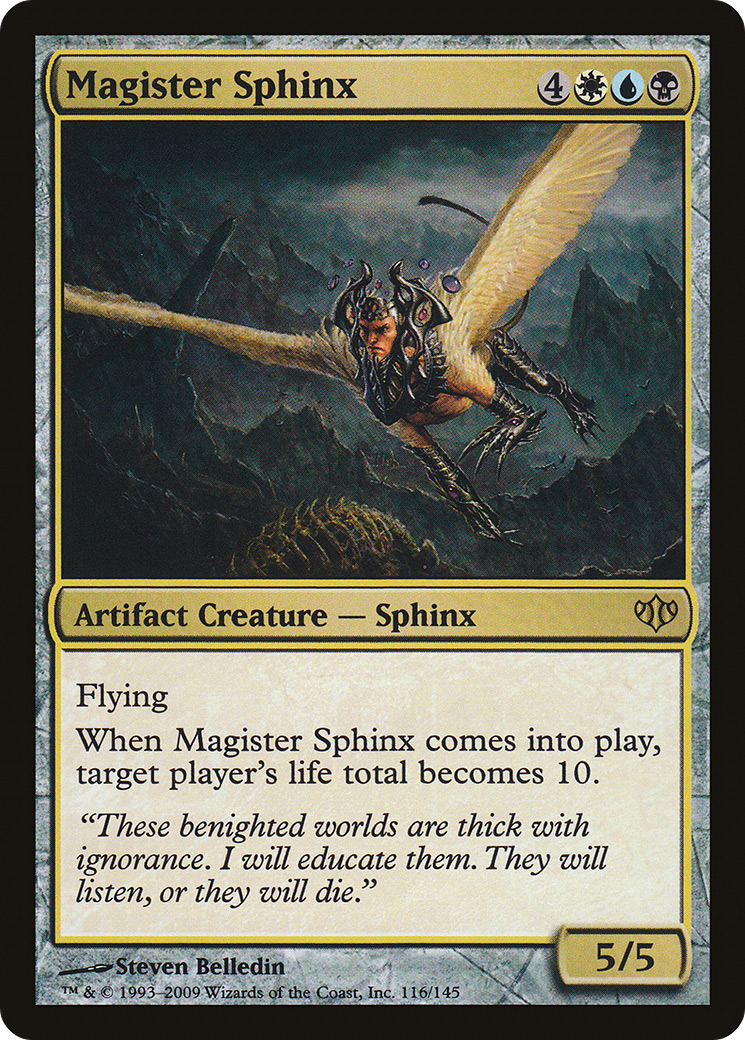 Magister Sphinx 4
Artifact Creature — Sphinx
Flying
When Magister Sphinx comes into play,
target player's life total becomes 10.
“These benighted worlds are thick with
ignorance. I will educate them. They will
listen, or they will die.”
5/5
Steven Belledin
™ & © 1993–2009 Wizards of the Coast, Inc. 116/145